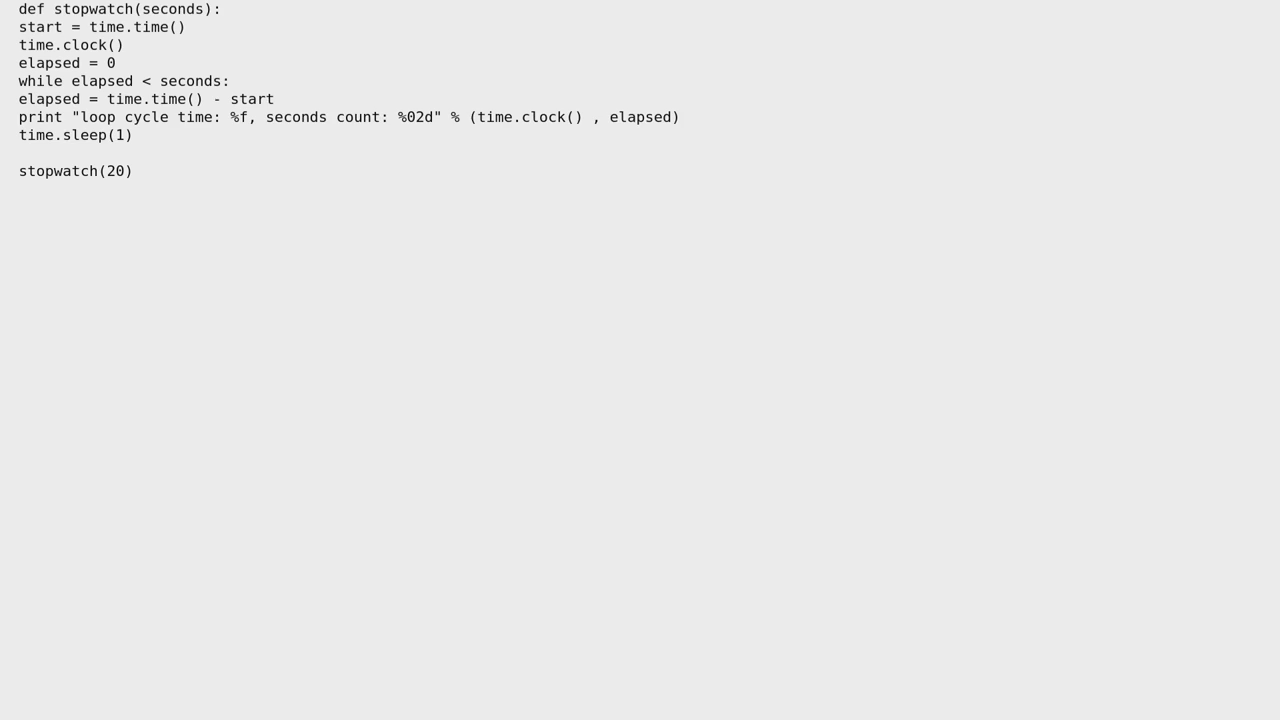 def stopwatch(seconds):
start = time.time()
time.clock()
elapsed = 0
while elapsed < seconds:
elapsed = time.time() - start
print "loop cycle time: %f, seconds count: %02d" % (time.clock() , elapsed)
time.sleep(1)

stopwatch(20)